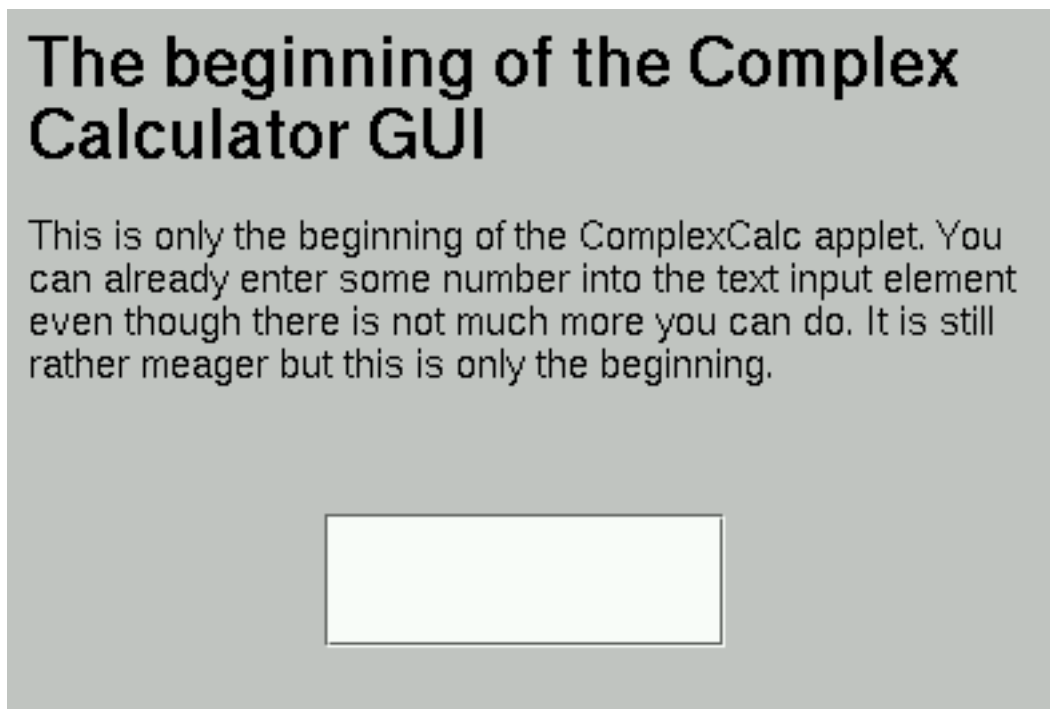 The beginning of the Complex
Calculator GUI
This is only the beginning of the ComplexCalc applet. You
can already enter some number into the text input element
even though there is not much more you can do. It is still
rather meager but this is only the beginning.